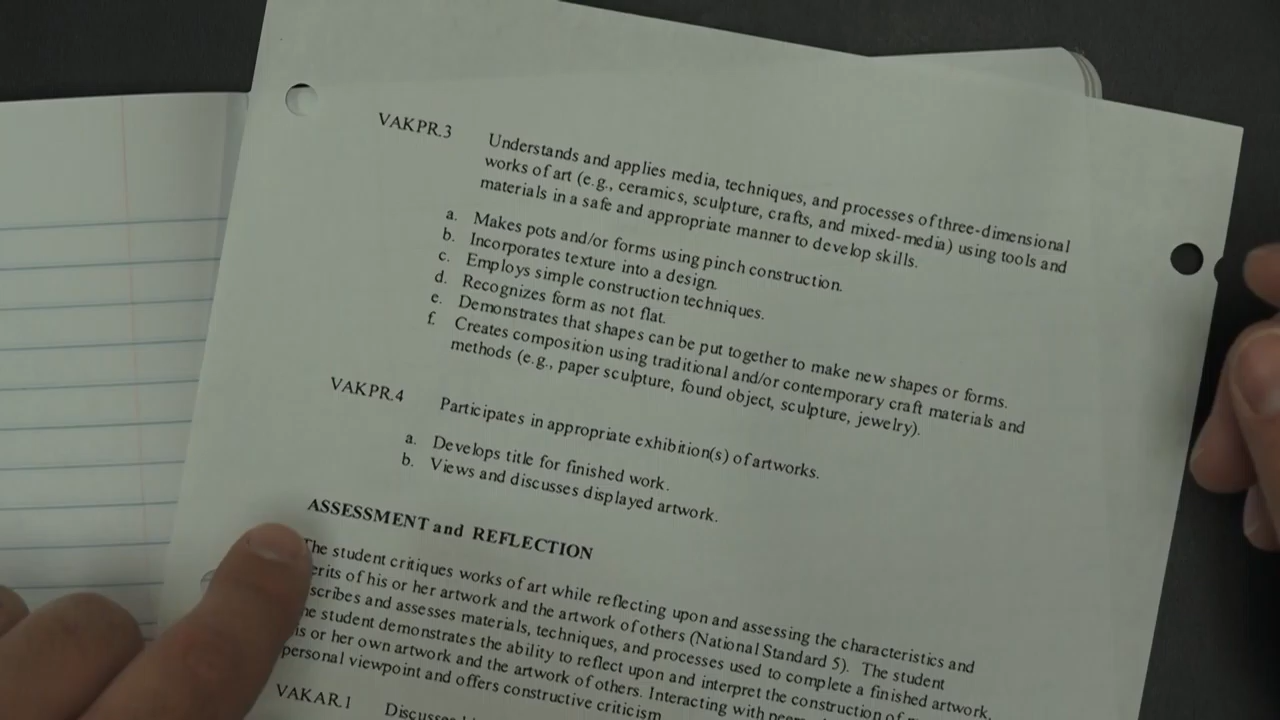 VAKPR.3 Understands and applies media, techniques, and processes of three-dimensional
works of art (e.g., ceramics, sculpture, crafts, and mixed-media) using tools and
materials in a safe and appropriate manner to develop skills.
a. Makes pots and/or forms using pinch construction.
b. Incorporates texture into a design.
c. Employs simple construction techniques.
d. Recognizes form as not flat.
e. Demonstrates that shapes can be put together to make new shapes or forms.
f. Creates composition using traditional and/or contemporary craft materials and
methods (e.g., paper sculpture, found object, sculpture, jewelry).
VAKPR.4 Participates in appropriate exhibition(s) of artworks.
a. Develops title for finished work.
b. Views and discusses displayed artwork.
ASSESSMENT and REFLECTION
The student critiques works of art while reflecting upon and assessing the characteristics and
of his or her artwork and the artwork of others (National Standard 5). The student
and assesses materials, techniques, and processes used to complete a finished artwork.
student demonstrates the ability to reflect upon and interpret the construction of
or her own artwork and the artwork of others. Interacting with
personal viewpoint and offers constructive criticism
VAKAR.1